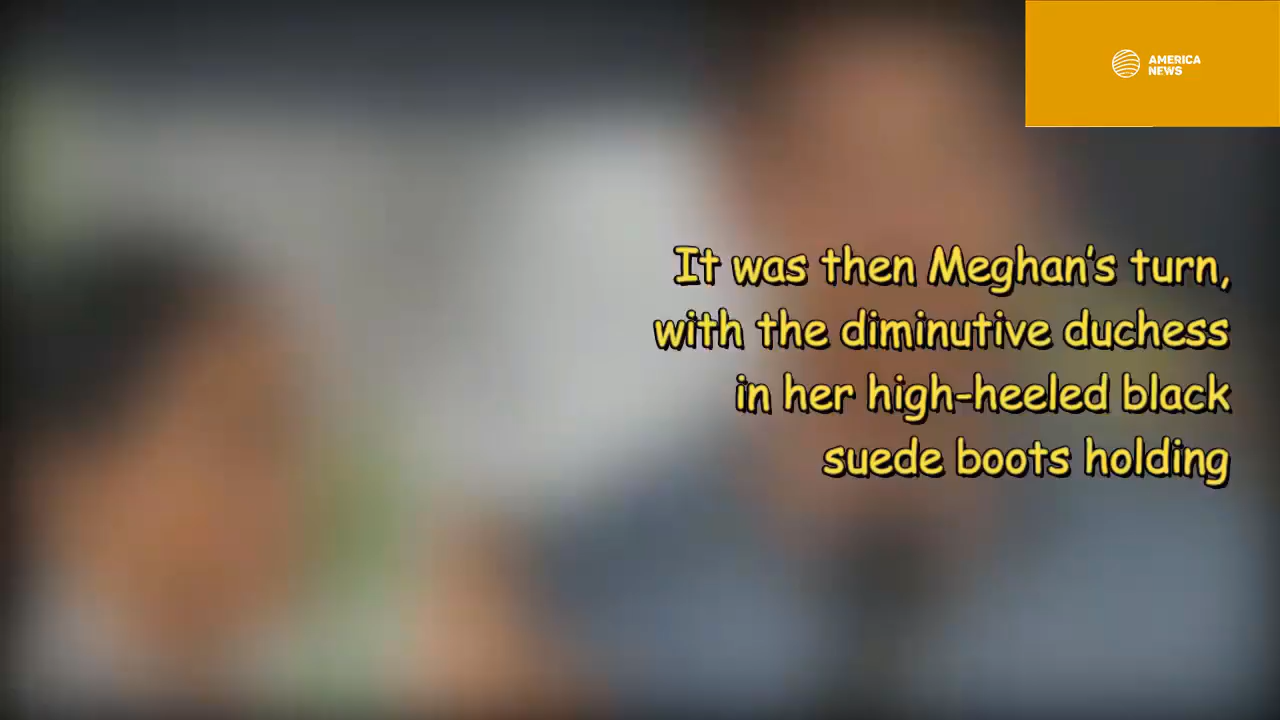 AMERICA
NEWS
It was then Meghan's turn,
with the diminutive duchess
in her high-heeled black
suede boots holding